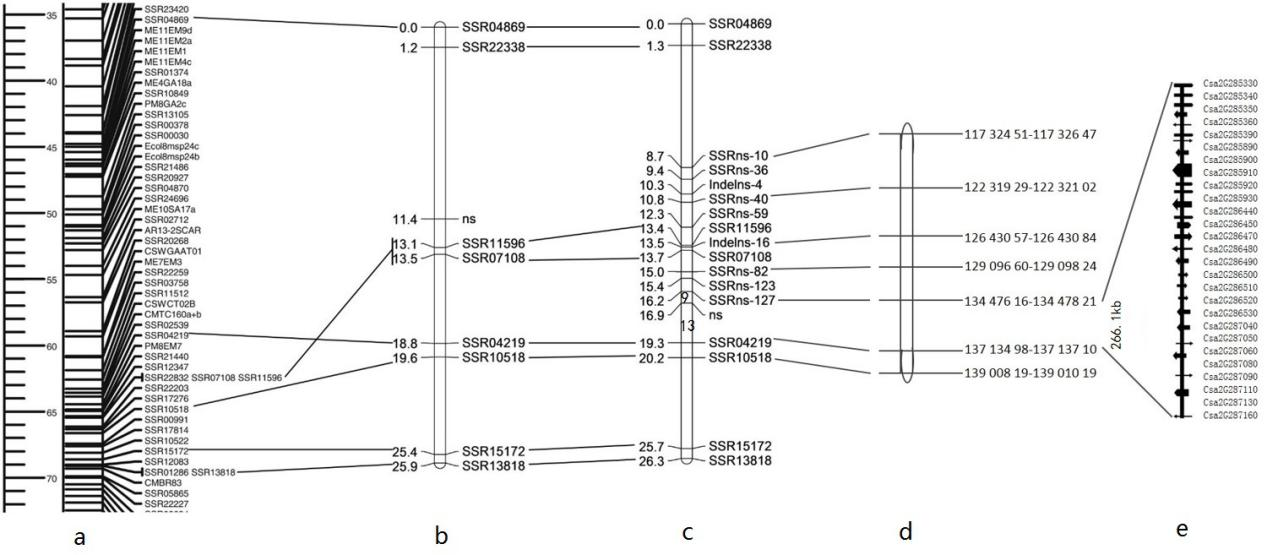 35
40
45
50
55
60
65
70
SSR23420
SSR04869
ME11EM9d
ME11EM2a
ME11EM1
ME11EM4c
SSR01374
ME4GA18a
SSR10849
PM8GA2c
SSR13105
SSR00378
SSR00030
Ecol8msp24c
Ecol8msp24b
SSR21486
SSR20927
SSR04870
SSR24696
ME10SA17a
SSR02712
AR13-2SCAR
SSR20268
CSWGAAT01
ME7EM3
SSR22259
SSR03758
SSR11512
CSWCT02B
CMTC160a+b
SSR02539
SSR04219
PM8EM7
SSR21440
SSR12347
SSR22832 SSR07108 SSR11596
SSR22203
SSR17276
SSR10518
SSR00991
SSR17814
SSR10522
SSR15172
SSR12083
SSR01286 SSR13818
CMBR83
SSR05865
SSR22227
a
0.0 SSR04869
1.2 SSR22338
11.4 ns
13.1 SSR11596
13.5 SSR07108
18.8 SSR04219
19.6 SSR10518
25.4 SSR15172
25.9 SSR13818
b
0.0 SSR04869
1.3 SSR22338
8.7 SSRns-10
9.4 SSRns-36
10.3 IndeIns-4
10.8 SSRns-40
12.3 SSRns-59
13.4 SSR11596
13.5 IndeIns-16
13.7 SSR07108
15.0 SSRns-82
15.4 SSRns-123
16.2 9 SSRns-127
16.9 ns
13
19.3 SSR04219
20.2 SSR10518
25.7 SSR15172
26.3 SSR13818
c
117 324 51-117 326 47
122 319 29-122 321 02
126 430 57-126 430 84
129 096 60-129 098 24
134 476 16-134 478 21
137 134 98-137 137 10
139 008 19-139 010 19
d
266.1kb
Csa2G285330
Csa2G285340
Csa2G285350
Csa2G285360
Csa2G285390
Csa2G285890
Csa2G285900
Csa2G285910
Csa2G285920
Csa2G285930
Csa2G286440
Csa2G286450
Csa2G286470
Csa2G286480
Csa2G286490
Csa2G286500
Csa2G286510
Csa2G286520
Csa2G286530
Csa2G287040
Csa2G287050
Csa2G287060
Csa2G287080
Csa2G287090
Csa2G287110
Csa2G287130
Csa2G287160
e